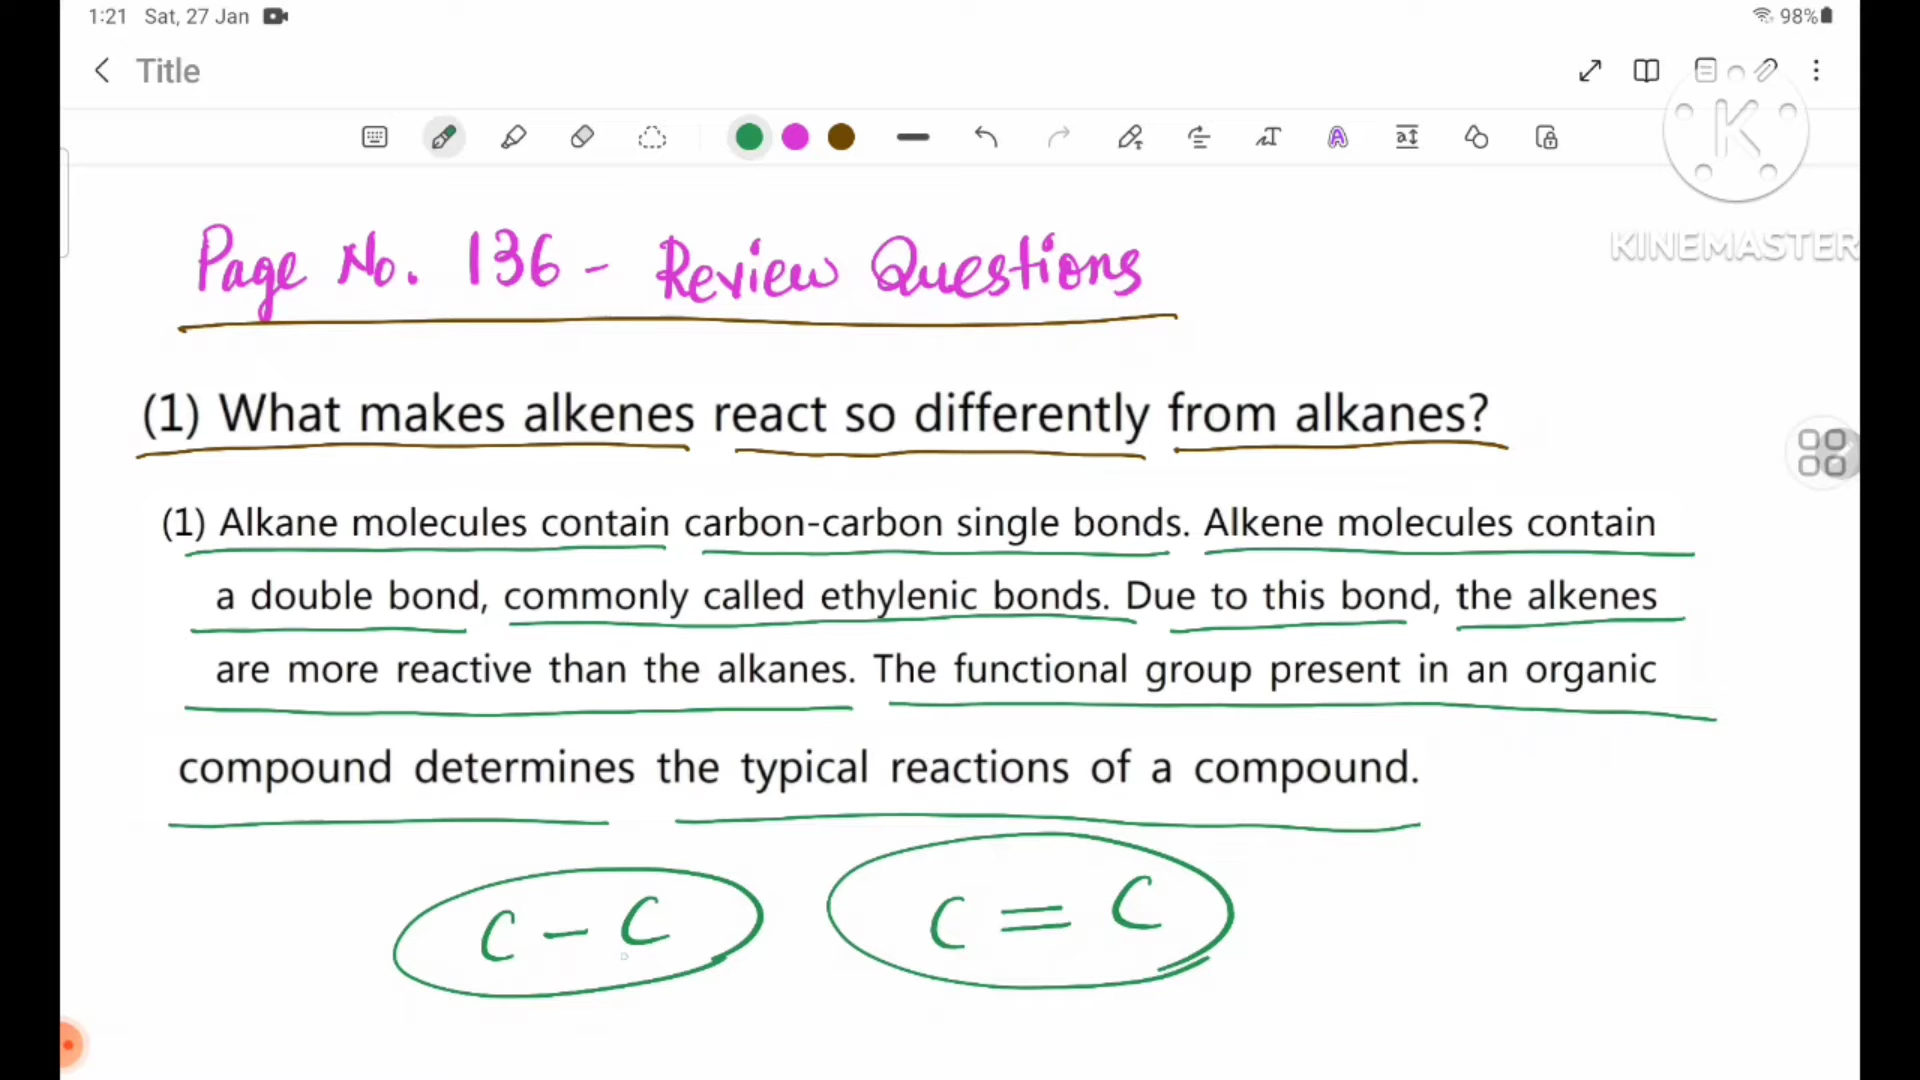 1:21 Sat, 27 Jan
98%
Title
KINEMASTER
Page No. 136 - Review Questions
(1) What makes alkenes react so differently from alkanes?
(1) Alkane molecules contain carbon-carbon single bonds. Alkene molecules contain
a double bond, commonly called ethylenic bonds. Due to this bond, the alkenes
are more reactive than the alkanes. The functional group present in an organic
compound determines the typical reactions of a compound.
C - C C = C